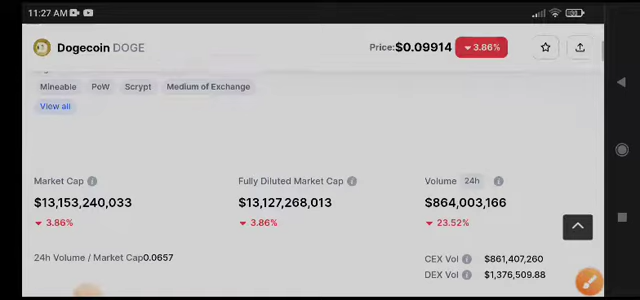 11:27 AM
Dogecoin DOGE
Price:$0.09914 3.86%
Mineable PoW Scrypt Medium of Exchange
View all
Market Cap Fully Diluted Market Cap Volume 24h
$13,153,240,033 $13,127,268,013 $864,003,166
3.86% 3.86% 23.52%
24h Volume / Market Cap0.0657
CEX Vol $861,407,260
DEX Vol $1,376,509.88